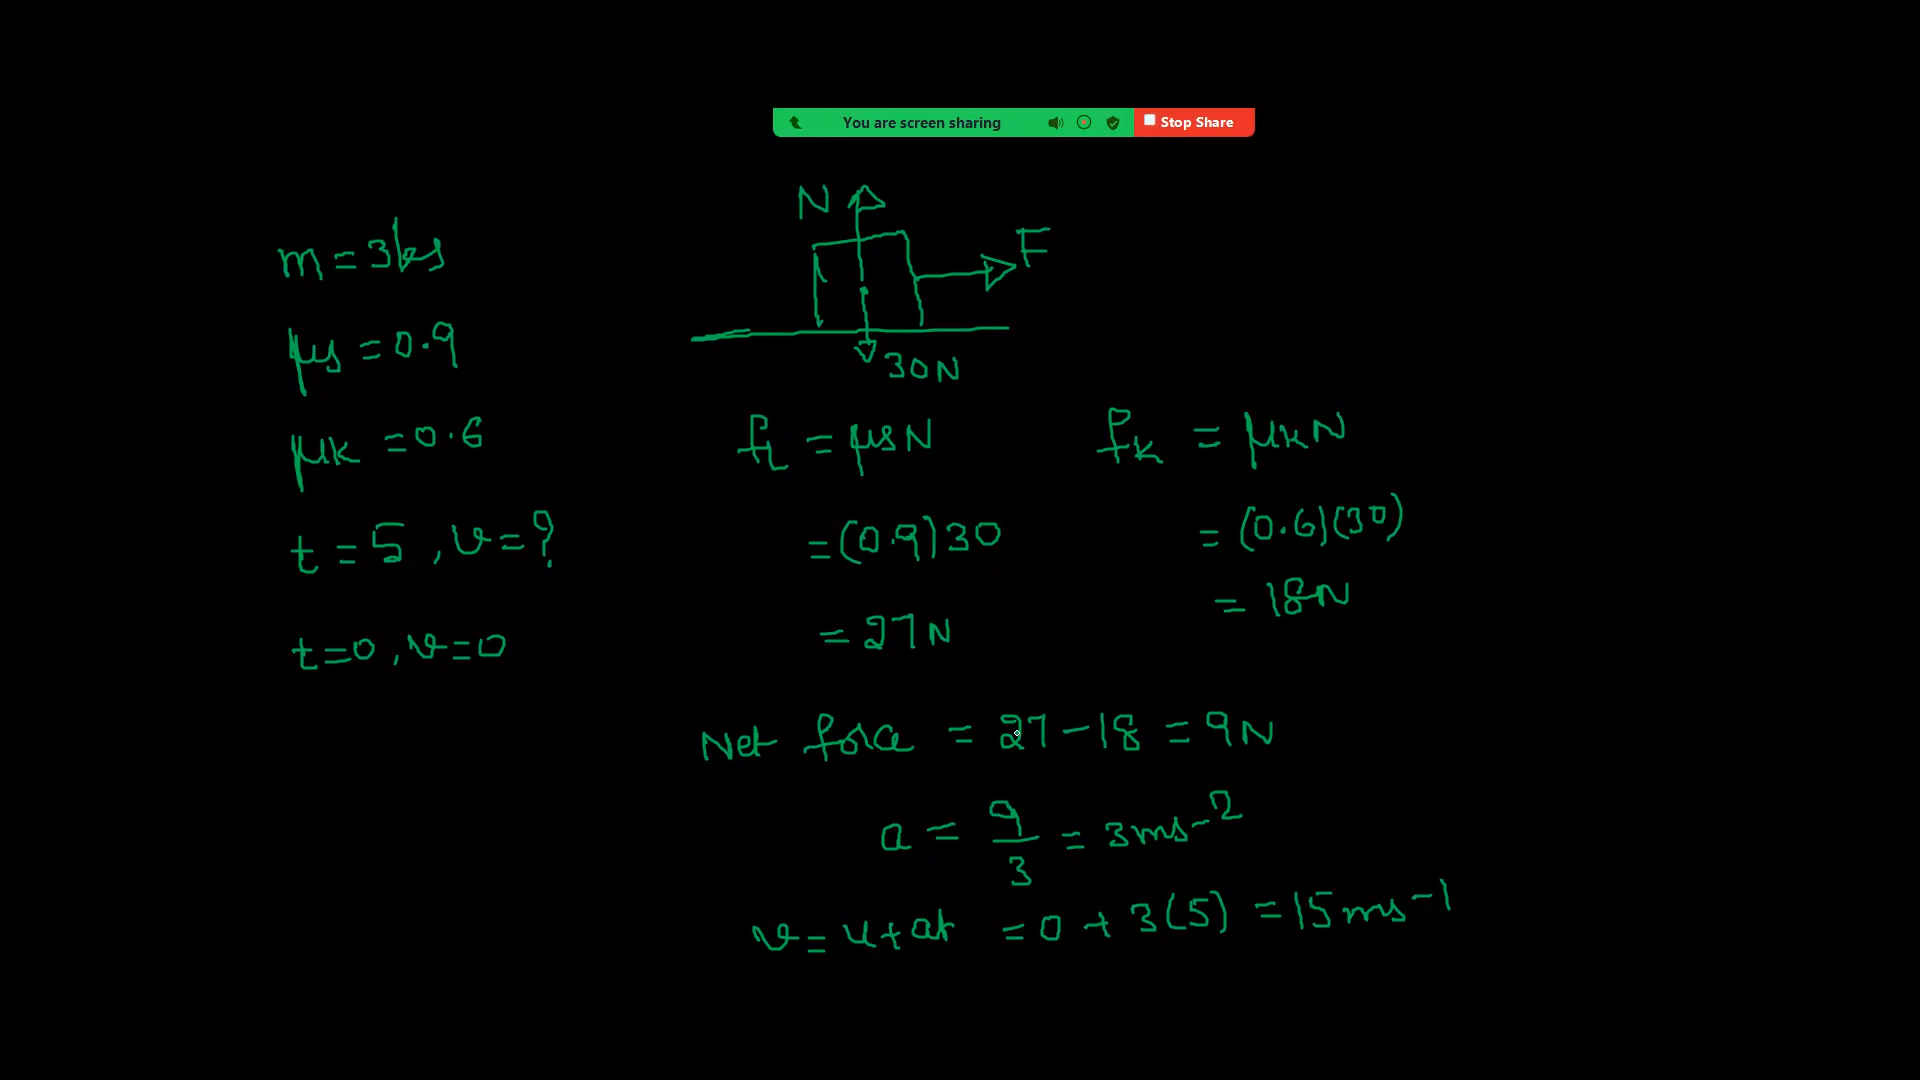 You are screen sharing
Stop Share
N
F
30N
m = 3kg
μs = 0.9
μk = 0.6
t = 5 , v = ?
t = 0 , v = 0
fL = μsN
= (0.9) 30
= 27N
fk = μkN
= (0.6)(30)
= 18N
Net force = 27 - 18 = 9N
a = 9/3 = 3ms-2
v = u + at = 0 + 3(5) = 15ms-1